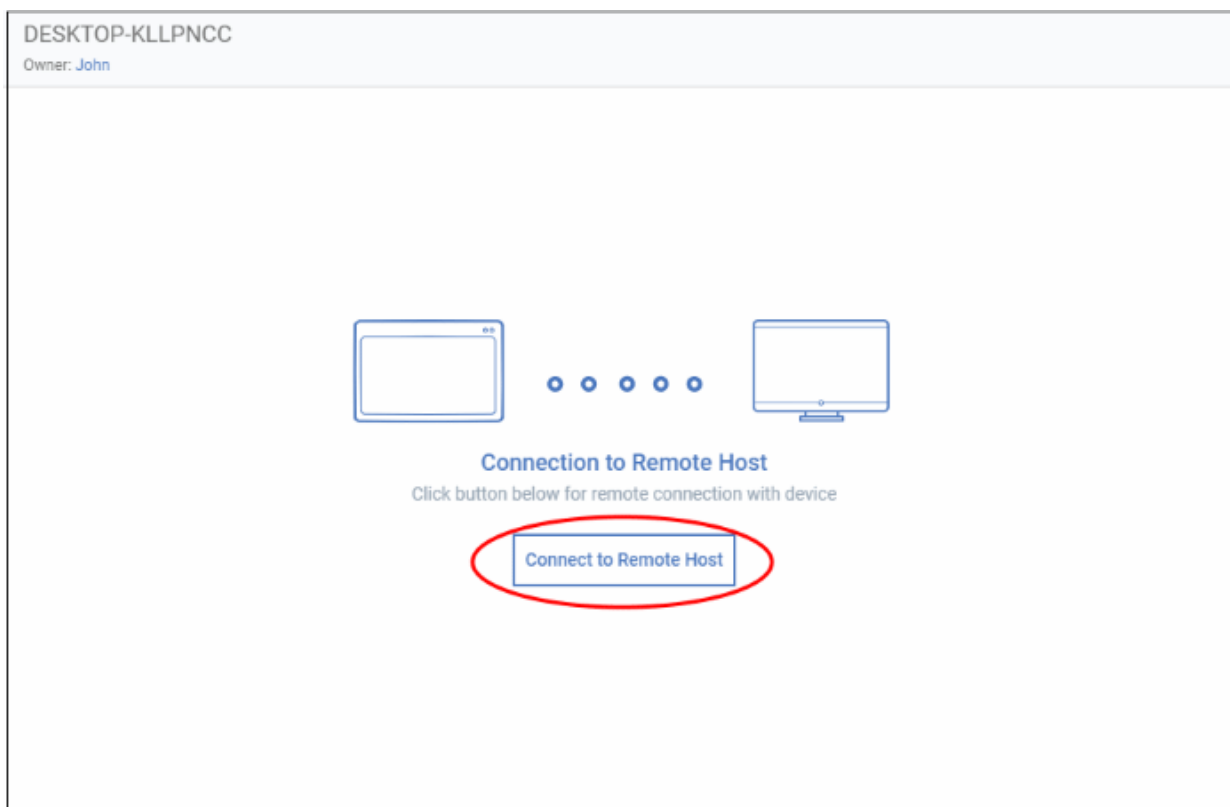 DESKTOP-KLLPNCC
Owner: John
Connection to Remote Host
Click button below for remote connection with device
Connect to Remote Host